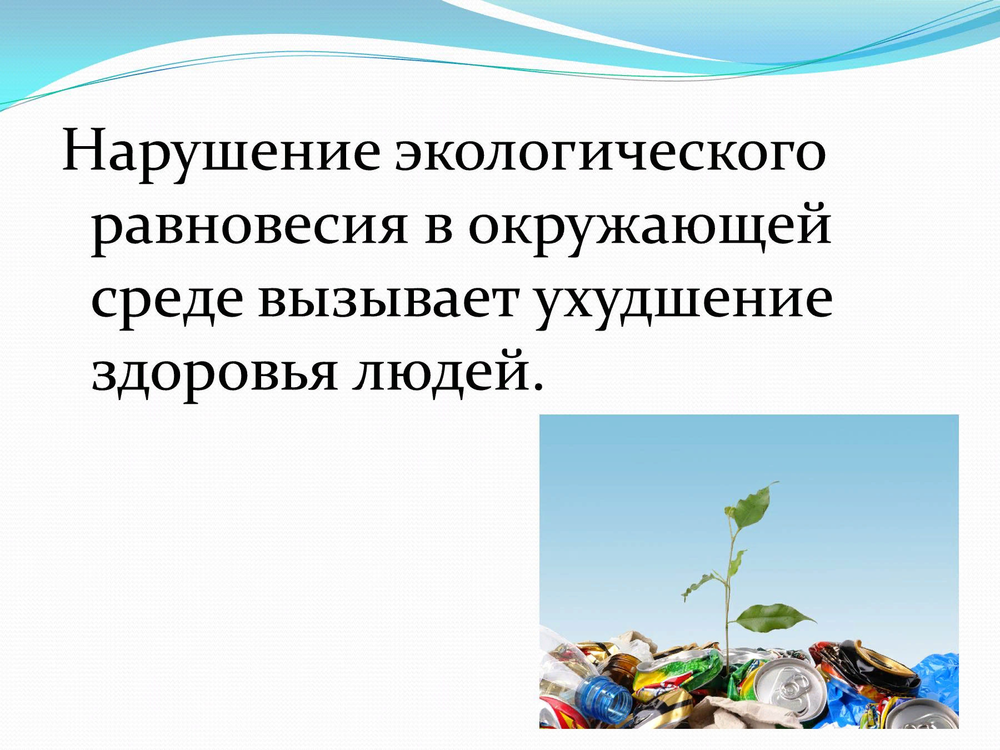 Нарушение экологического
равновесия в окружающей
среде вызывает ухудшение
здоровья людей.